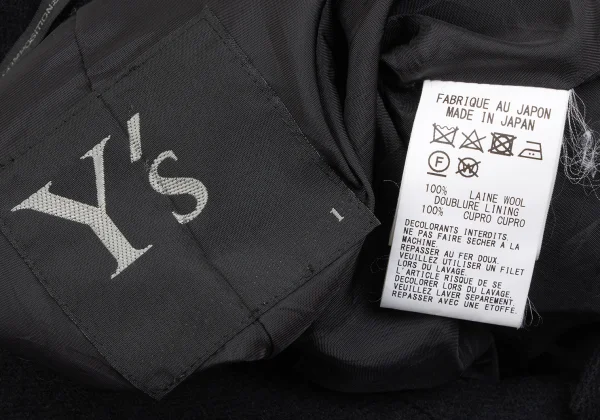 Y's
1
FABRIQUE AU JAPON
MADE IN JAPAN
F W
100% LAINE WOOL
DOUBLURE LINING
100% CUPRO CUPRO
DECOLORANTS INTERDITS.
NE PAS FAIRE SECHER A LA
MACHINE.
REPASSER AU FER DOUX.
VEUILLEZ UTILISER UN FILET
LORS DU LAVAGE.
L'ARTICLE RISQUE DE SE
DECOLORER LORS DU LAVAGE.
VEUILLEZ LAVER SEPAREMENT.
REPASSER AVEC UNE ETOFFE.